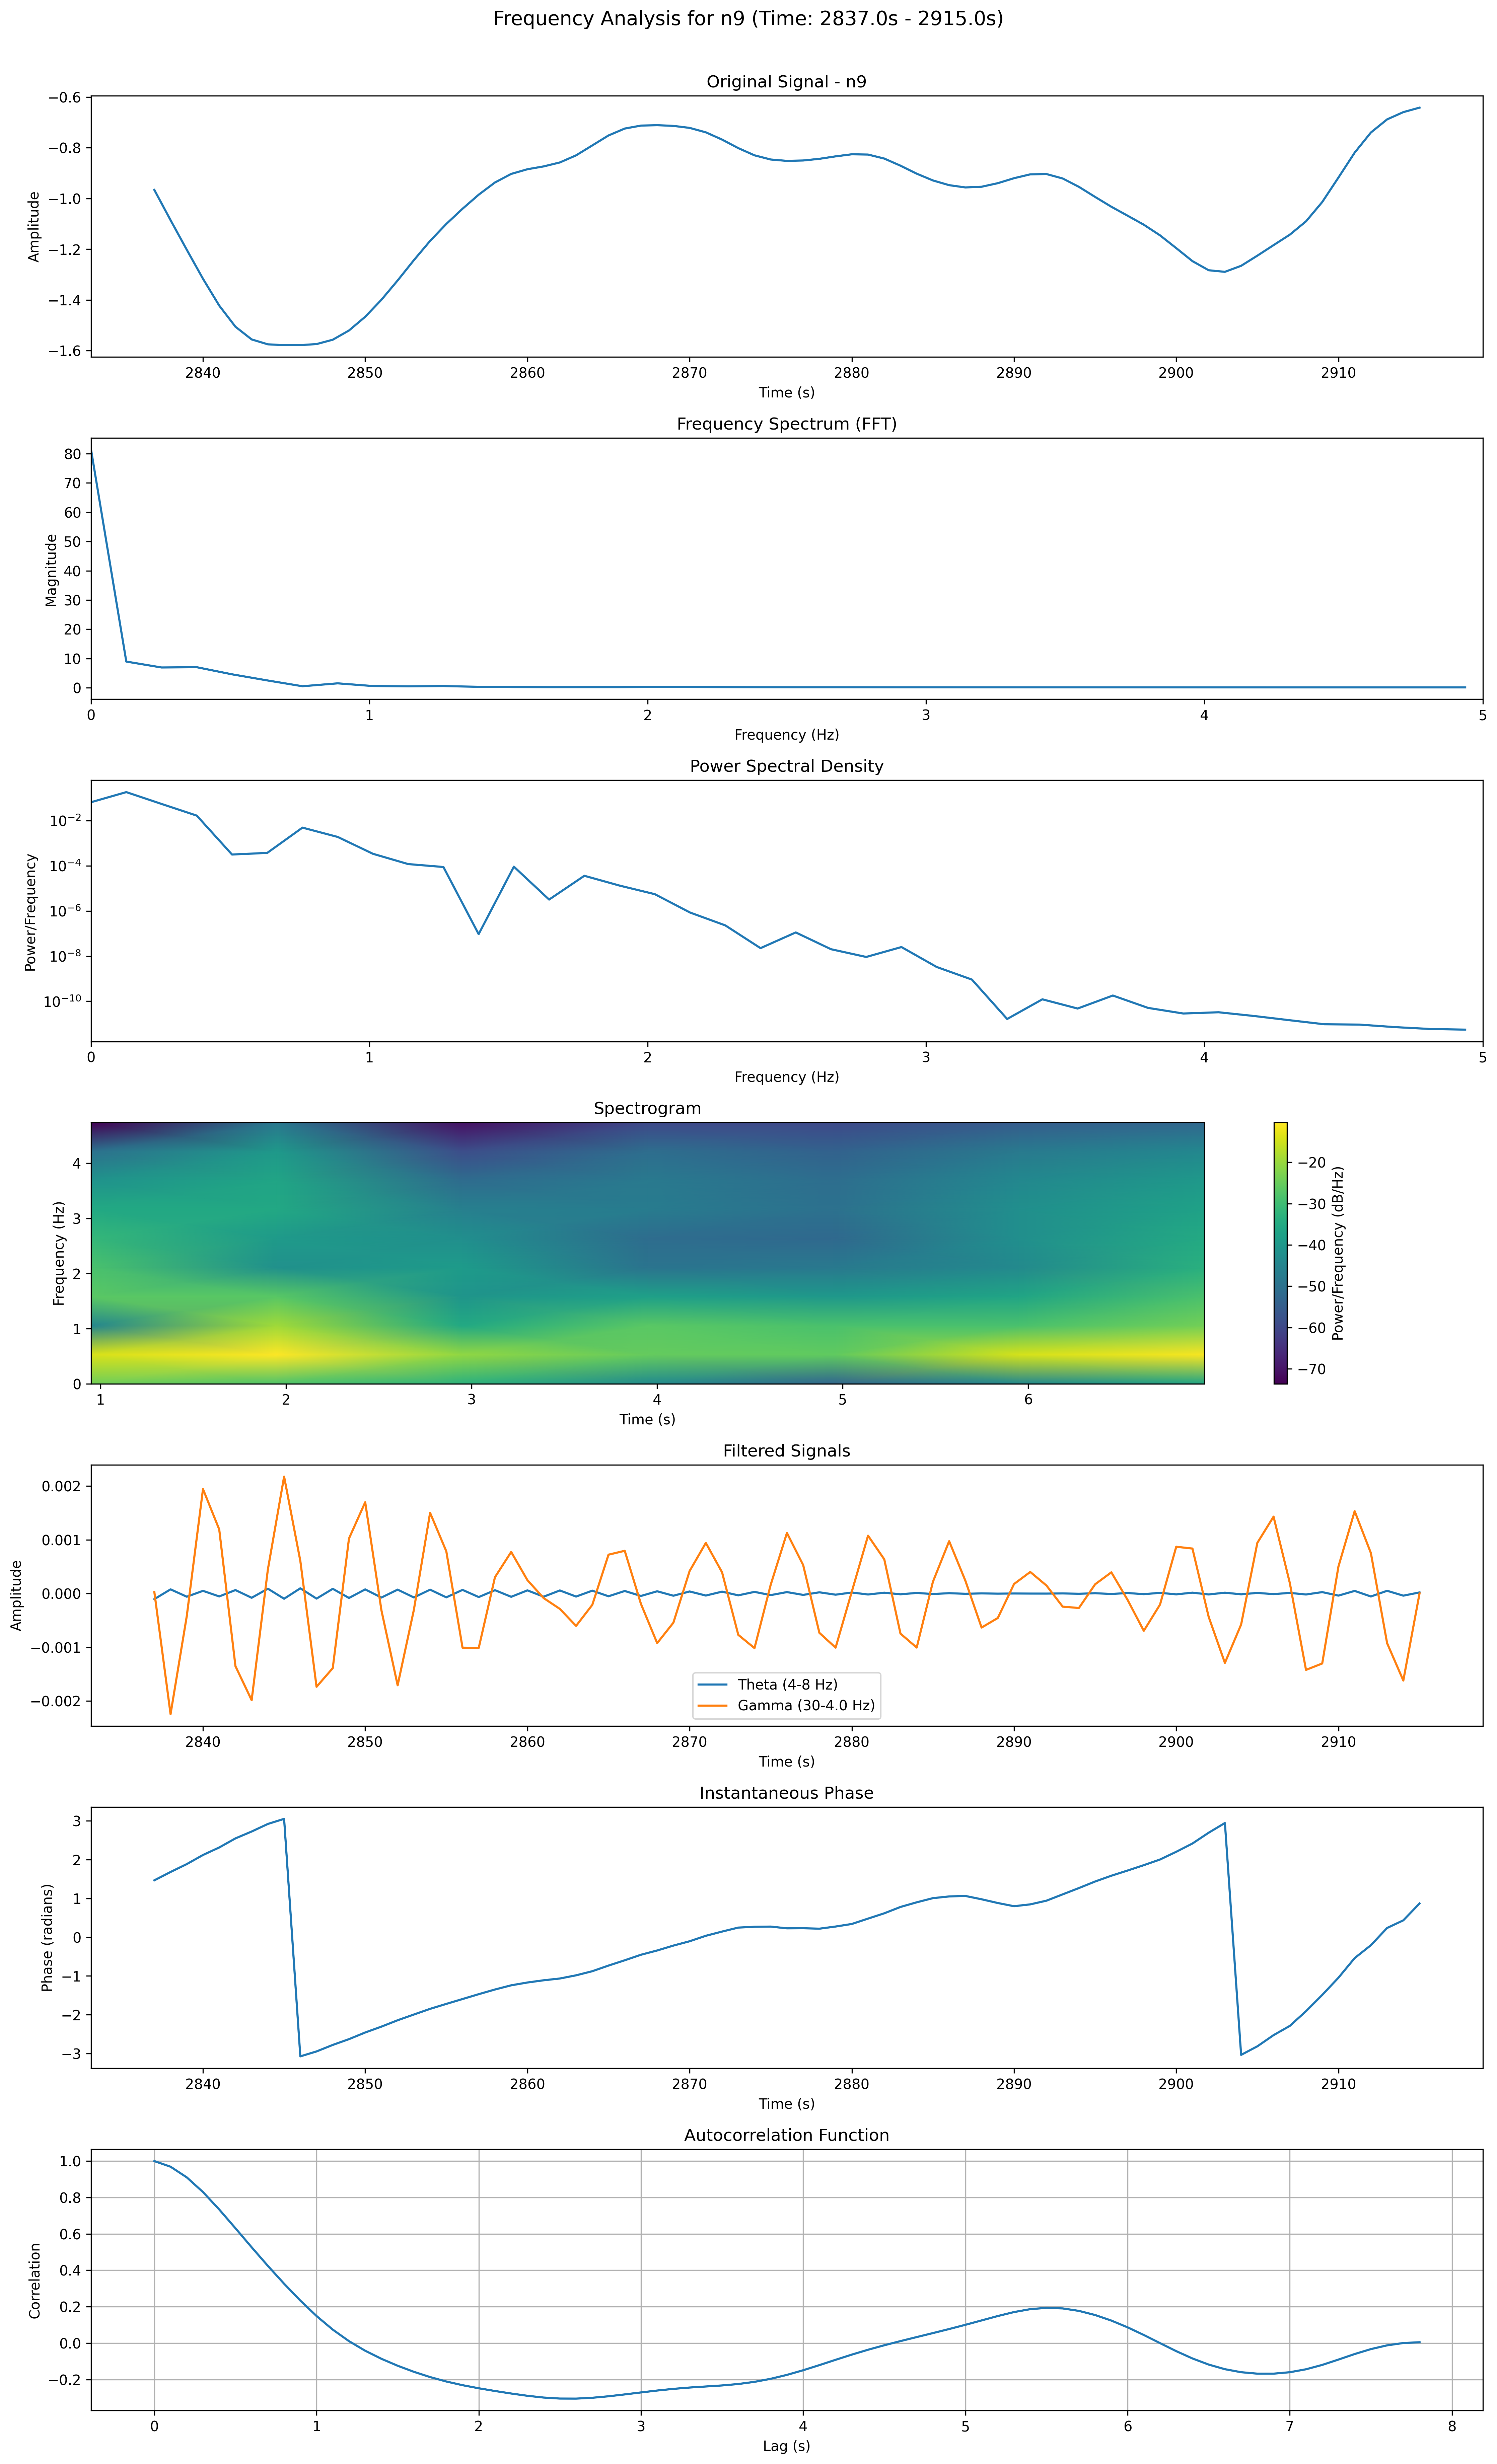 Frequency Analysis for n9 (Time: 2837.0s - 2915.0s)
Original Signal - n9
−0.6
−0.8
−1.0
−1.2
−1.4
−1.6
Amplitude
2840 2850 2860 2870 2880 2890 2900 2910
Time (s)
Frequency Spectrum (FFT)
80
70
60
50
40
30
20
10
0
Magnitude
0 1 2 3 4 5
Frequency (Hz)
Power Spectral Density
10⁻²
10⁻⁴
10⁻⁶
10⁻⁸
10⁻¹⁰
Power/Frequency
0 1 2 3 4 5
Frequency (Hz)
Spectrogram
4
3
2
1
0
Frequency (Hz)
1 2 3 4 5 6
Time (s)
−20
−30
−40
−50
−60
−70
Power/Frequency (dB/Hz)
Filtered Signals
0.002
0.001
0.000
−0.001
−0.002
Amplitude
Theta (4-8 Hz)
Gamma (30-4.0 Hz)
2840 2850 2860 2870 2880 2890 2900 2910
Time (s)
Instantaneous Phase
3
2
1
0
−1
−2
−3
Phase (radians)
2840 2850 2860 2870 2880 2890 2900 2910
Time (s)
Autocorrelation Function
1.0
0.8
0.6
0.4
0.2
0.0
−0.2
Correlation
0 1 2 3 4 5 6 7 8
Lag (s)